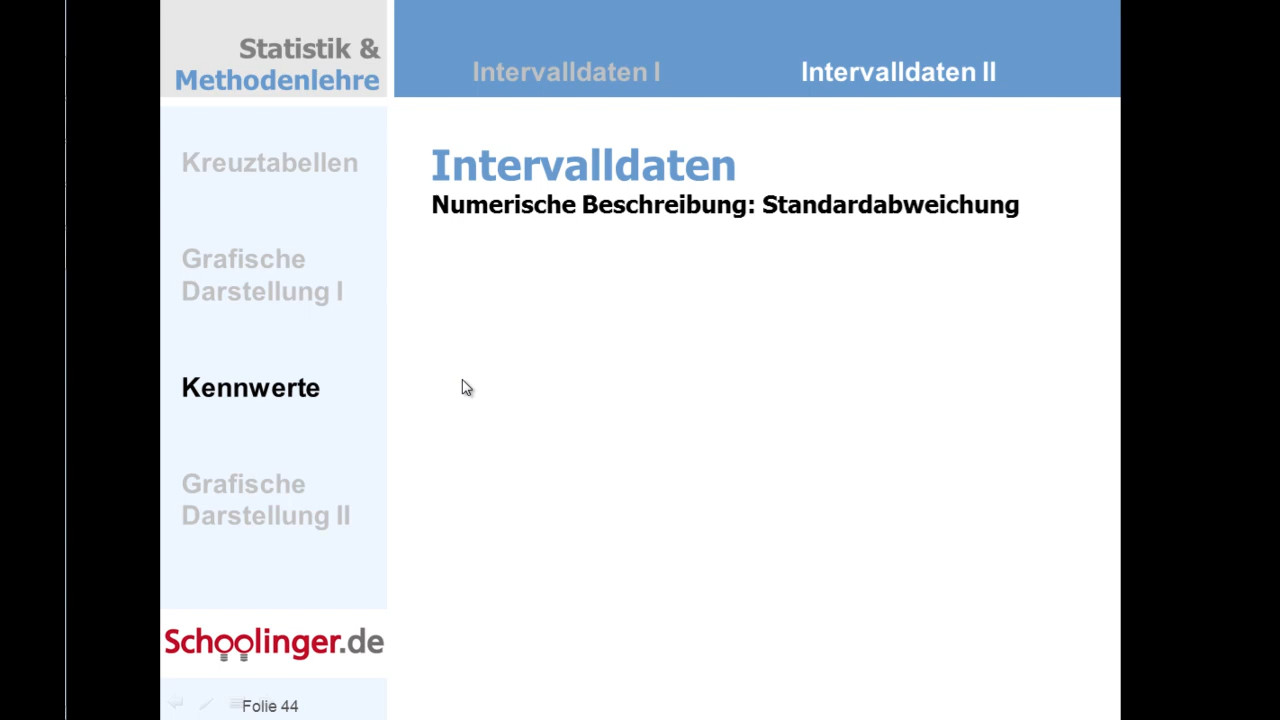 Statistik &
Methodenlehre
Intervalldaten I
Intervalldaten II
Kreuztabellen
Grafische
Darstellung I
Kennwerte
Grafische
Darstellung II
Intervalldaten
Numerische Beschreibung: Standardabweichung
Schoolinger.de
Folie 44